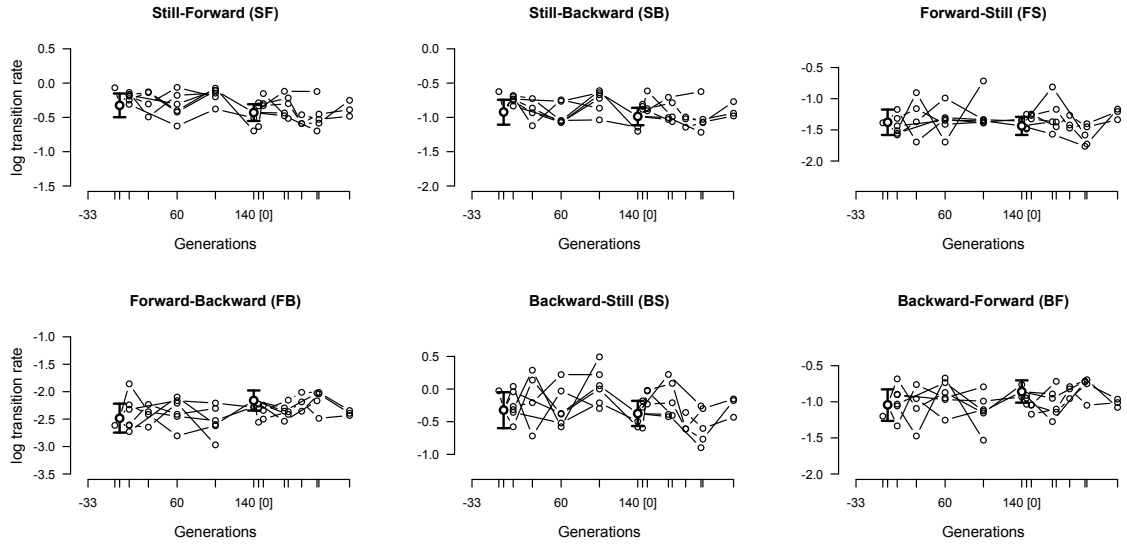 Still-Forward (SF)
Still-Backward (SB)
Forward-Still (FS)
log transition rate
0.5
0.0
-0.5
-1.0
-1.5
0.0
-0.5
-1.0
-1.5
-2.0
-0.5
-1.0
-1.5
-2.0
-33 60 140 [0]
-33 60 140 [0]
-33 60 140 [0]
Generations
Generations
Generations
Forward-Backward (FB)
Backward-Still (BS)
Backward-Forward (BF)
log transition rate
-1.0
-1.5
-2.0
-2.5
-3.0
-3.5
0.5
0.0
-0.5
-1.0
-0.5
-1.0
-1.5
-2.0
-33 60 140 [0]
-33 60 140 [0]
-33 60 140 [0]
Generations
Generations
Generations